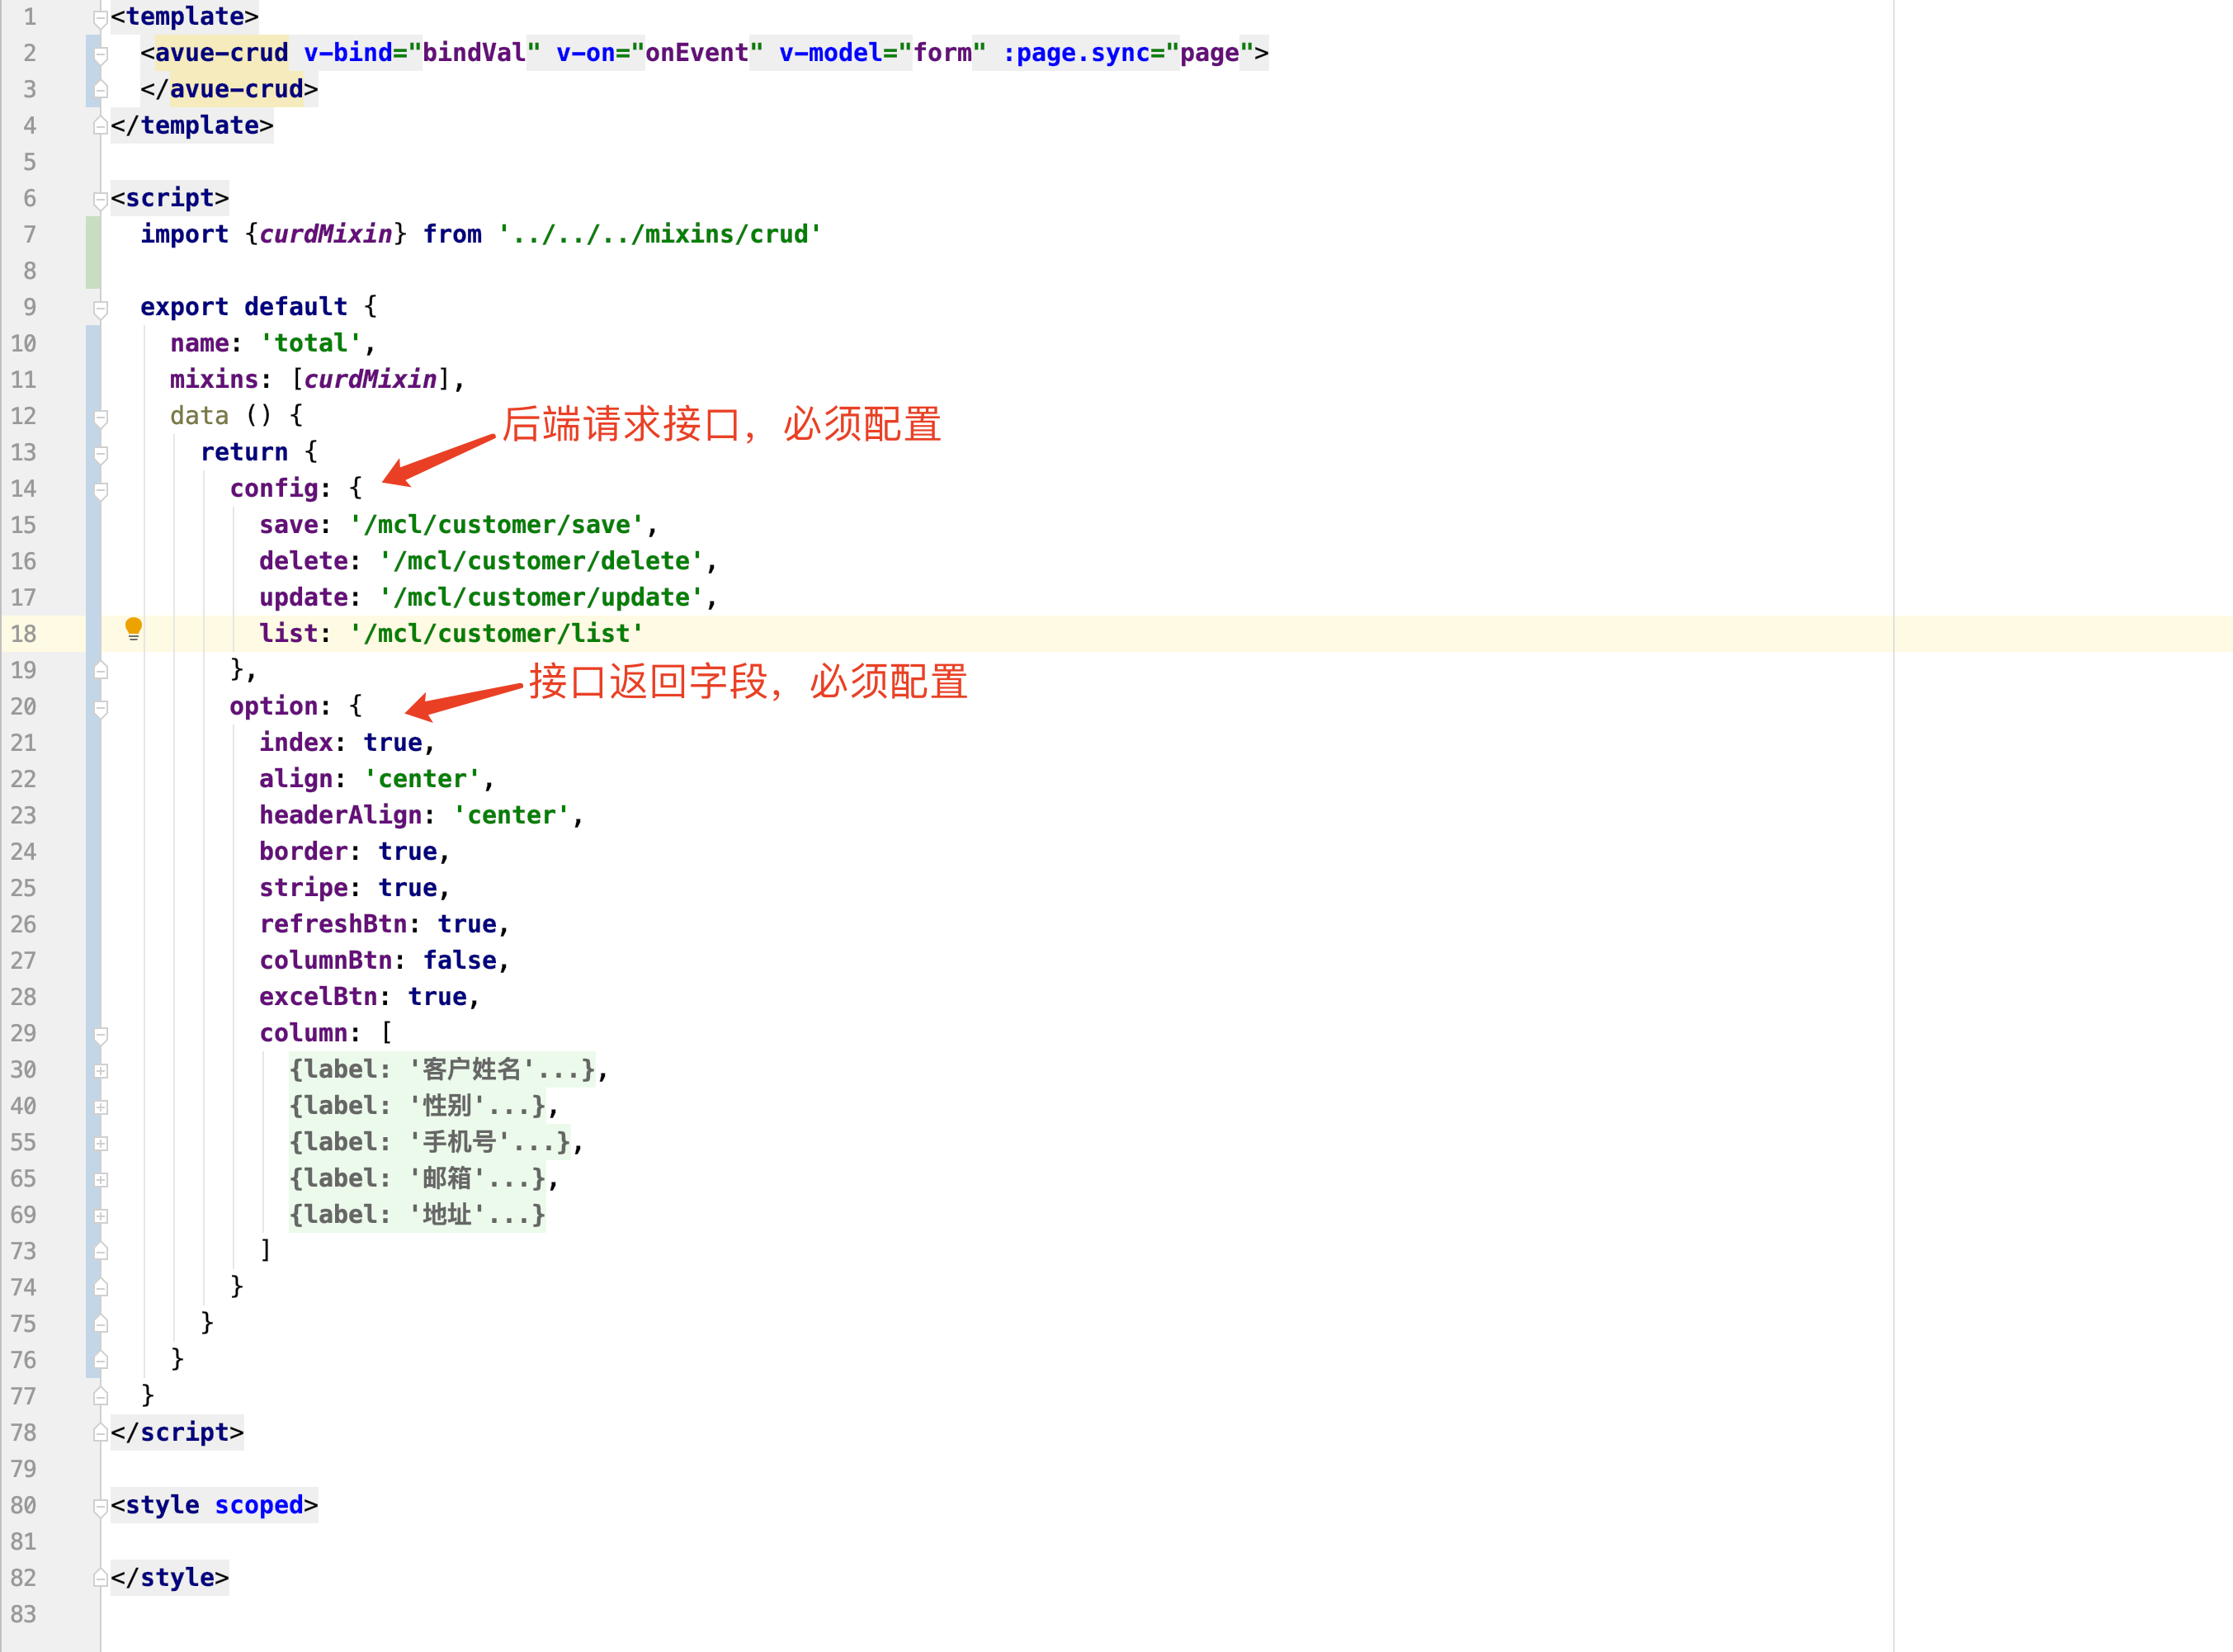 1 <template>
2   <avue-crud v-bind="bindVal" v-on="onEvent" v-model="form" :page.sync="page">
3   </avue-crud>
4 </template>
5
6 <script>
7   import {curdMixin} from '../../../mixins/crud'
8
9   export default {
10     name: 'total',
11     mixins: [curdMixin],
12     data () {
后端请求接口，必须配置
13       return {
14         config: {
15           save: '/mcl/customer/save',
16           delete: '/mcl/customer/delete',
17           update: '/mcl/customer/update',
18           list: '/mcl/customer/list'
19         },
接口返回字段，必须配置
20         option: {
21           index: true,
22           align: 'center',
23           headerAlign: 'center',
24           border: true,
25           stripe: true,
26           refreshBtn: true,
27           columnBtn: false,
28           excelBtn: true,
29           column: [
30             {label: '客户姓名'...},
40             {label: '性别'...},
55             {label: '手机号'...},
65             {label: '邮箱'...},
69             {label: '地址'...}
73           ]
74         }
75       }
76     }
77   }
78 </script>
79
80 <style scoped>
81
82 </style>
83